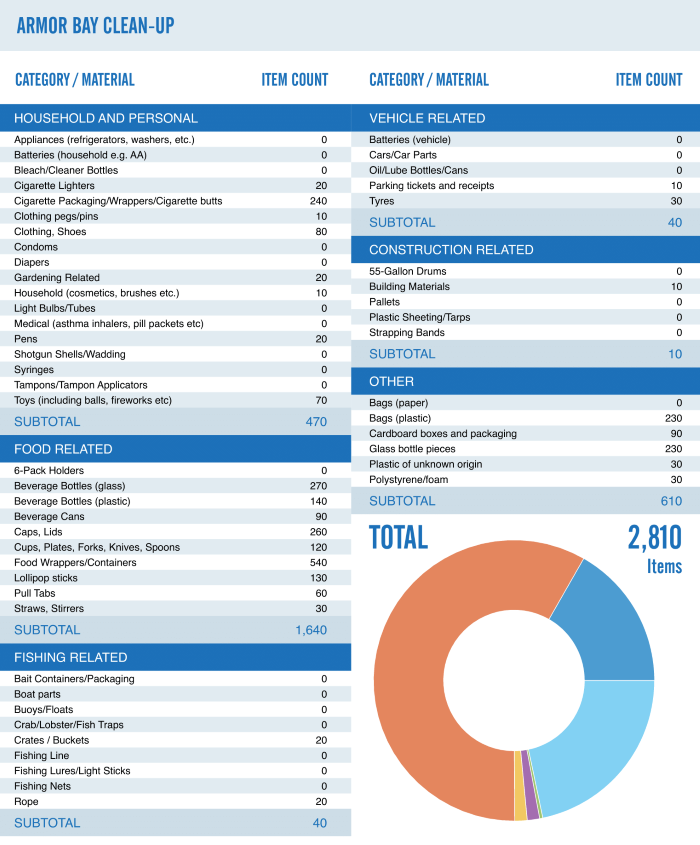 ARMOR BAY CLEAN-UP
CATEGORY / MATERIAL ITEM COUNT
HOUSEHOLD AND PERSONAL
Appliances (refrigerators, washers, etc.) 0
Batteries (household e.g. AA) 0
Bleach/Cleaner Bottles 0
Cigarette Lighters 20
Cigarette Packaging/Wrappers/Cigarette butts 240
Clothing pegs/pins 10
Clothing, Shoes 80
Condoms 0
Diapers 0
Gardening Related 20
Household (cosmetics, brushes etc.) 10
Light Bulbs/Tubes 0
Medical (asthma inhalers, pill packets etc) 0
Pens 20
Shotgun Shells/Wadding 0
Syringes 0
Tampons/Tampon Applicators 0
Toys (including balls, fireworks etc) 70
SUBTOTAL 470
FOOD RELATED
6-Pack Holders 0
Beverage Bottles (glass) 270
Beverage Bottles (plastic) 140
Beverage Cans 90
Caps, Lids 260
Cups, Plates, Forks, Knives, Spoons 120
Food Wrappers/Containers 540
Lollipop sticks 130
Pull Tabs 60
Straws, Stirrers 30
SUBTOTAL 1,640
FISHING RELATED
Bait Containers/Packaging 0
Boat parts 0
Buoys/Floats 0
Crab/Lobster/Fish Traps 0
Crates / Buckets 20
Fishing Line 0
Fishing Lures/Light Sticks 0
Fishing Nets 0
Rope 20
SUBTOTAL 40
CATEGORY / MATERIAL ITEM COUNT
VEHICLE RELATED
Batteries (vehicle) 0
Cars/Car Parts 0
Oil/Lube Bottles/Cans 0
Parking tickets and receipts 10
Tyres 30
SUBTOTAL 40
CONSTRUCTION RELATED
55-Gallon Drums 0
Building Materials 10
Pallets 0
Plastic Sheeting/Tarps 0
Strapping Bands 0
SUBTOTAL 10
OTHER
Bags (paper) 0
Bags (plastic) 230
Cardboard boxes and packaging 90
Glass bottle pieces 230
Plastic of unknown origin 30
Polystyrene/foam 30
SUBTOTAL 610
TOTAL 2,810
Items